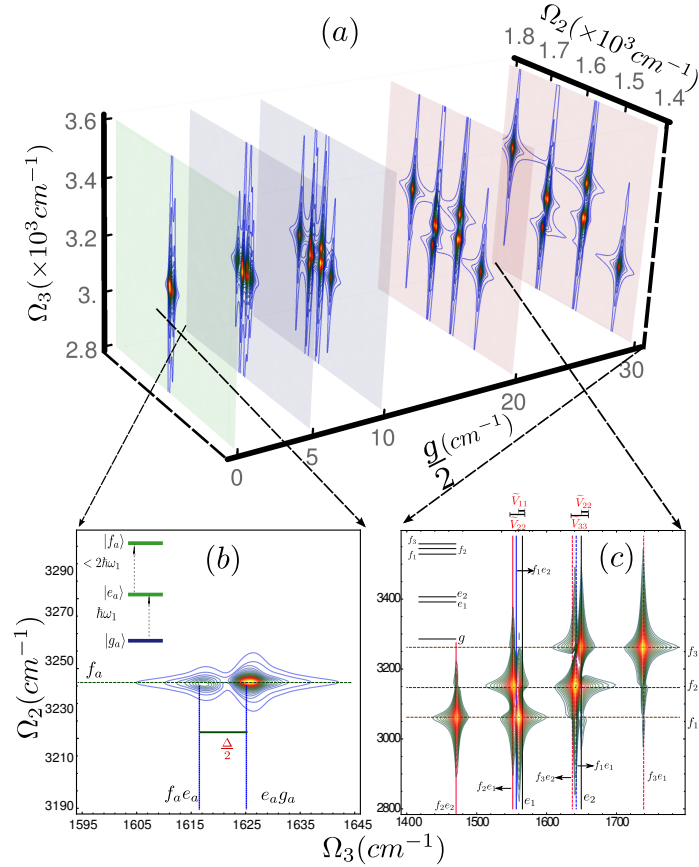 (a)
Ω₂(×10³cm⁻¹)
1.8
1.7
1.6
1.5
1.4
Ω₃(×10³cm⁻¹)
3.6
3.4
3.2
3.
2.8
0
5
10
20
30
g/2 (cm⁻¹)
(b)
|fₐ⟩
< 2ℏω₁
|eₐ⟩
ℏω₁
|gₐ⟩
fₐ
Δ/2
fₐeₐ
eₐgₐ
Ω₂(cm⁻¹)
3290
3270
3260
3240
3230
3220
3210
3190
1595
1605
1615
1625
1635
1645
Ω₃(cm⁻¹)
(c)
Ṽ₁₁
Ṽ₂₂
Ṽ₂₂
Ṽ₃₃
f₃
f₂
f₁
e₂
e₁
g
f₁e₂
f₃
f₂
f₁
f₂e₂
f₂e₁
e₁
f₃e₂
e₂
f₁e₁
f₃e₁
3400
3200
3000
2800
1400
1500
1600
1700